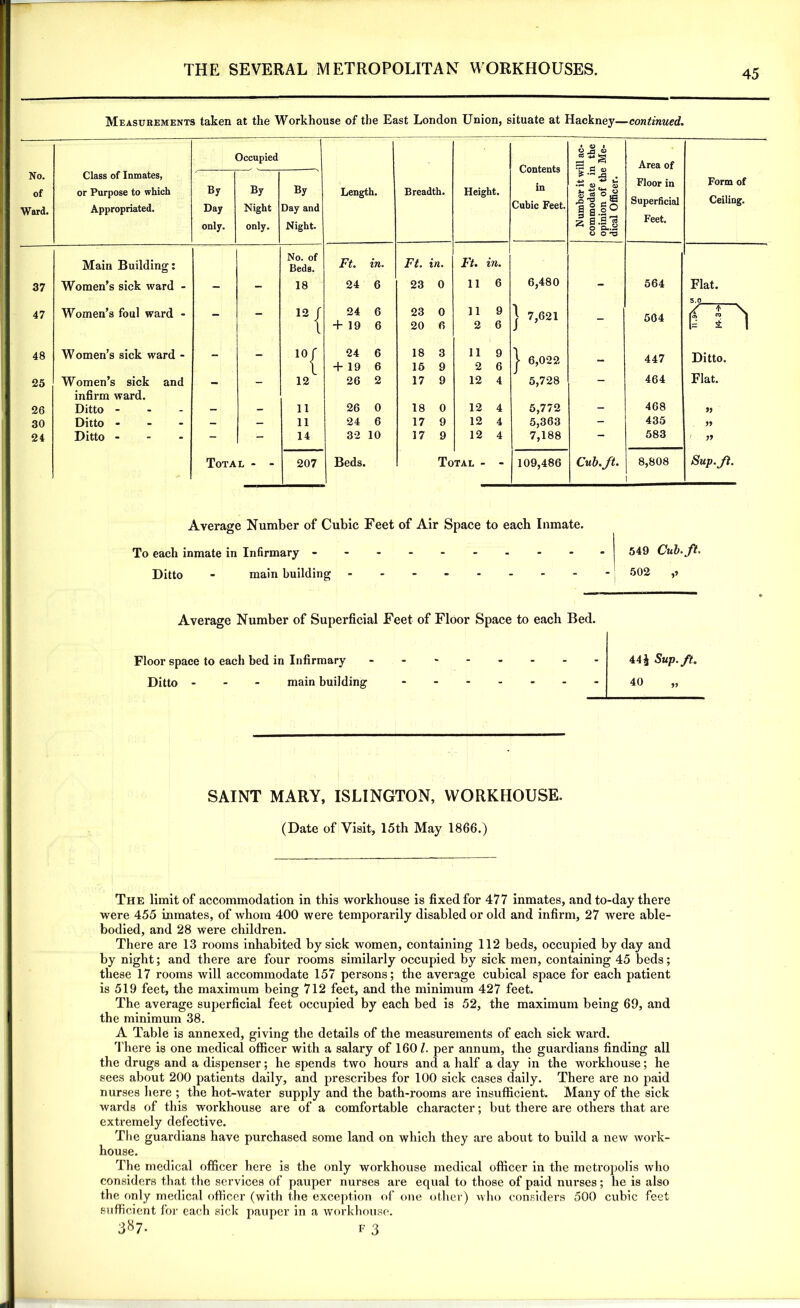 THE SEVERAL METROPOLITAN WORKHOUSES.
45
MEASUREMENTS taken at the Workhouse of the East London Union, situate at Hackney—continued.
No. of Ward. | Class of Inmates, or Purpose to which Appropriated. | Occupied | By Day only. | By Night only. | By Day and Night. | Length. | Breadth. | Height. | Contents in Cubic Feet. | Number it will accommodate in the opinion of the Medical Officer. | Area of Floor in Superficial Feet. | Form of Ceiling.
Main Building: No. of Beds. Ft. in. Ft. in. Ft. in.
37 Women's sick ward - – – 18 24 6 23 0 11 6 6,480 – 564 Flat.
47 Women's foul ward - – – 12 { 24 6 23 0 11 9 } 7,621 – 564
+ 19 6 20 6 2 6
48 Women's sick ward - – – 10 { 24 6 18 3 11 9 } 6,022 – 447 Ditto.
+ 19 6 15 9 2 6
25 Women's sick and infirm ward. – – 12 26 2 17 9 12 4 5,728 – 464 Flat.
26 Ditto - - - – – 11 26 0 18 0 12 4 5,772 – 468 „
30 Ditto - - - – – 11 24 6 17 9 12 4 5,363 – 435 „
24 Ditto - - - – – 14 32 10 17 9 12 4 7,188 – 583 „
TOTAL - - 207 Beds. TOTAL - - 109,486 Cub. ft. 8,808 Sup. ft.
Average Number of Cubic Feet of Air Space to each Inmate.
To each inmate in Infirmary - - - - - - - - - - 549 Cub. ft.
Ditto - main building - - - - - - - - - 502 „
Average Number of Superficial Feet of Floor Space to each Bed.
Floor space to each bed in Infirmary - - - - - - - - 44½ Sup. ft.
Ditto - - - main building - - - - - - - 40 „
SAINT MARY, ISLINGTON, WORKHOUSE.
(Date of Visit, 15th May 1866.)
THE limit of accommodation in this workhouse is fixed for 477 inmates, and to-day there
were 455 inmates, of whom 400 were temporarily disabled or old and infirm, 27 were able-
bodied, and 28 were children.
There are 13 rooms inhabited by sick women, containing 112 beds, occupied by day and
by night; and there are four rooms similarly occupied by sick men, containing 45 beds;
these 17 rooms will accommodate 157 persons; the average cubical space for each patient
is 519 feet, the maximum being 712 feet, and the minimum 427 feet.
The average superficial feet occupied by each bed is 52, the maximum being 69, and
the minimum 38.
A Table is annexed, giving the details of the measurements of each sick ward.
There is one medical officer with a salary of 160 l. per annum, the guardians finding all
the drugs and a dispenser; he spends two hours and a half a day in the workhouse; he
sees about 200 patients daily, and prescribes for 100 sick cases daily. There are no paid
nurses here ; the hot-water supply and the bath-rooms are insufficient. Many of the sick
wards of this workhouse are of a comfortable character; but there are others that are
extremely defective.
The guardians have purchased some land on which they are about to build a new work-
house.
The medical officer here is the only workhouse medical officer in the metropolis who
considers that the services of pauper nurses are equal to those of paid nurses; he is also
the only medical officer (with the exception of one other) who considers 500 cubic feet
sufficient for each sick pauper in a workhouse.
387. F 3